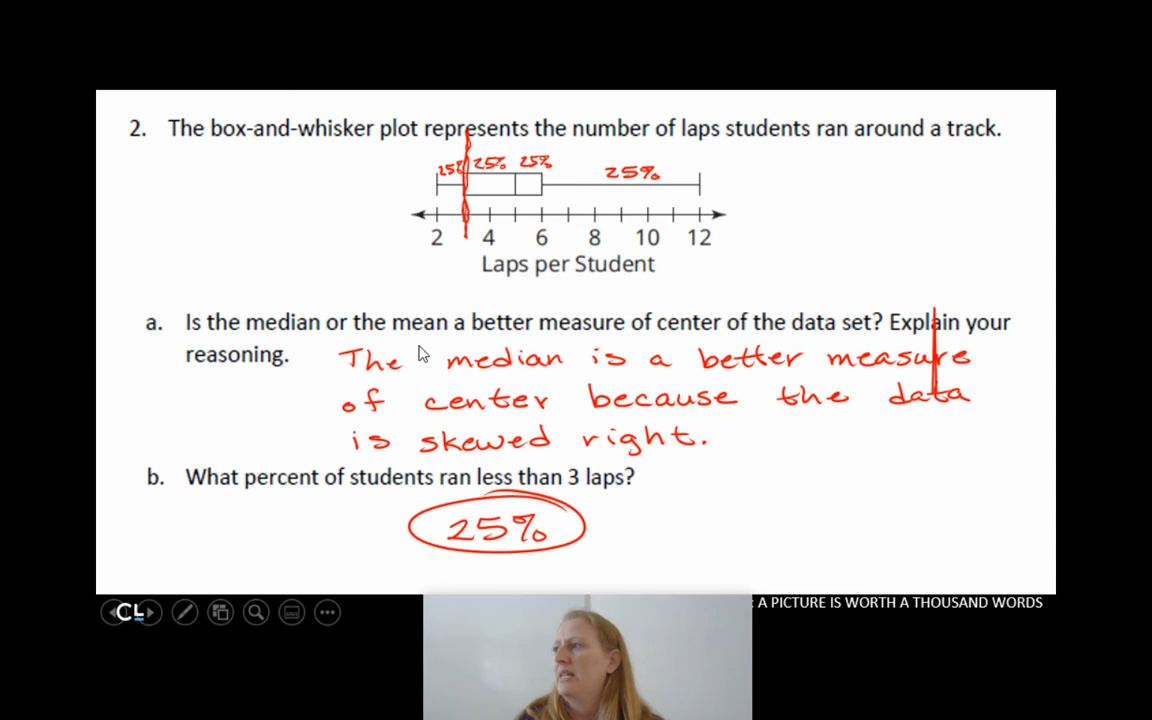 2. The box-and-whisker plot represents the number of laps students ran around a track.
25% 25% 25% 25%
2 4 6 8 10 12
Laps per Student
a. Is the median or the mean a better measure of center of the data set? Explain your
reasoning. The median is a better measure
of center because the data
is skewed right.
b. What percent of students ran less than 3 laps?
25%
CL
: A PICTURE IS WORTH A THOUSAND WORDS